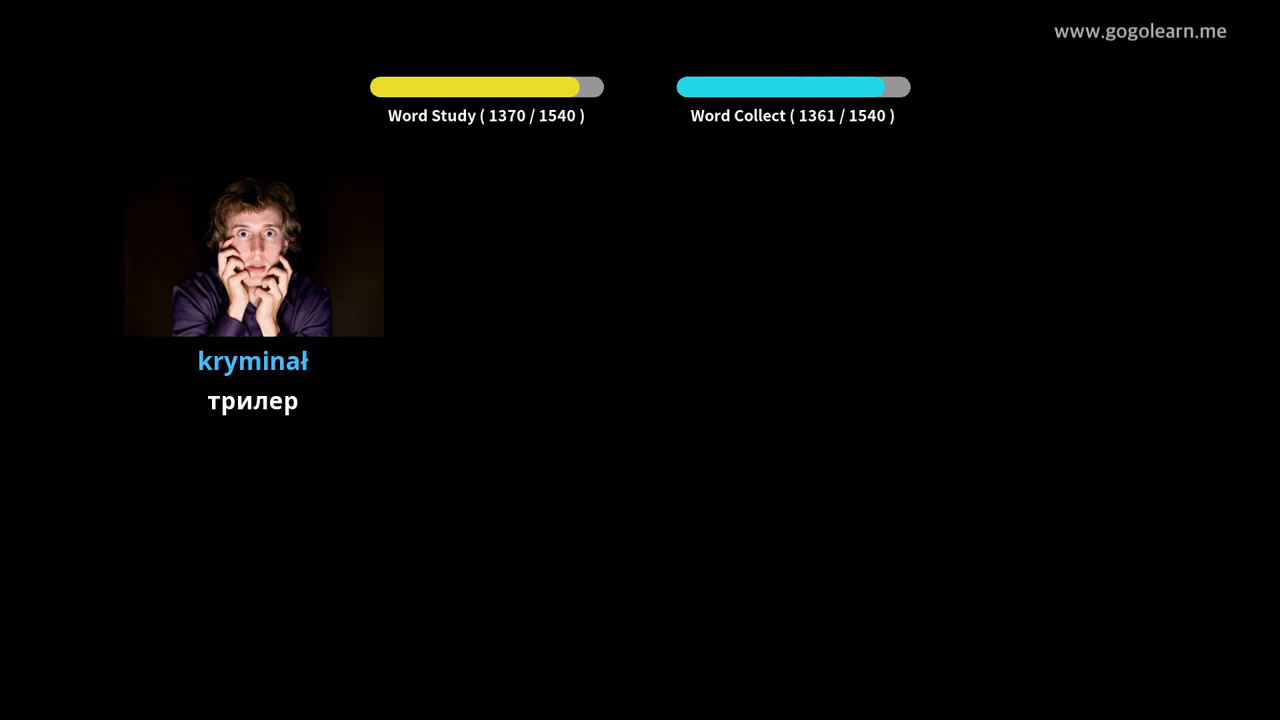 www.gogolearn.me
Word Study ( 1370 / 1540 )
Word Collect ( 1361 / 1540 )
kryminał
трилер